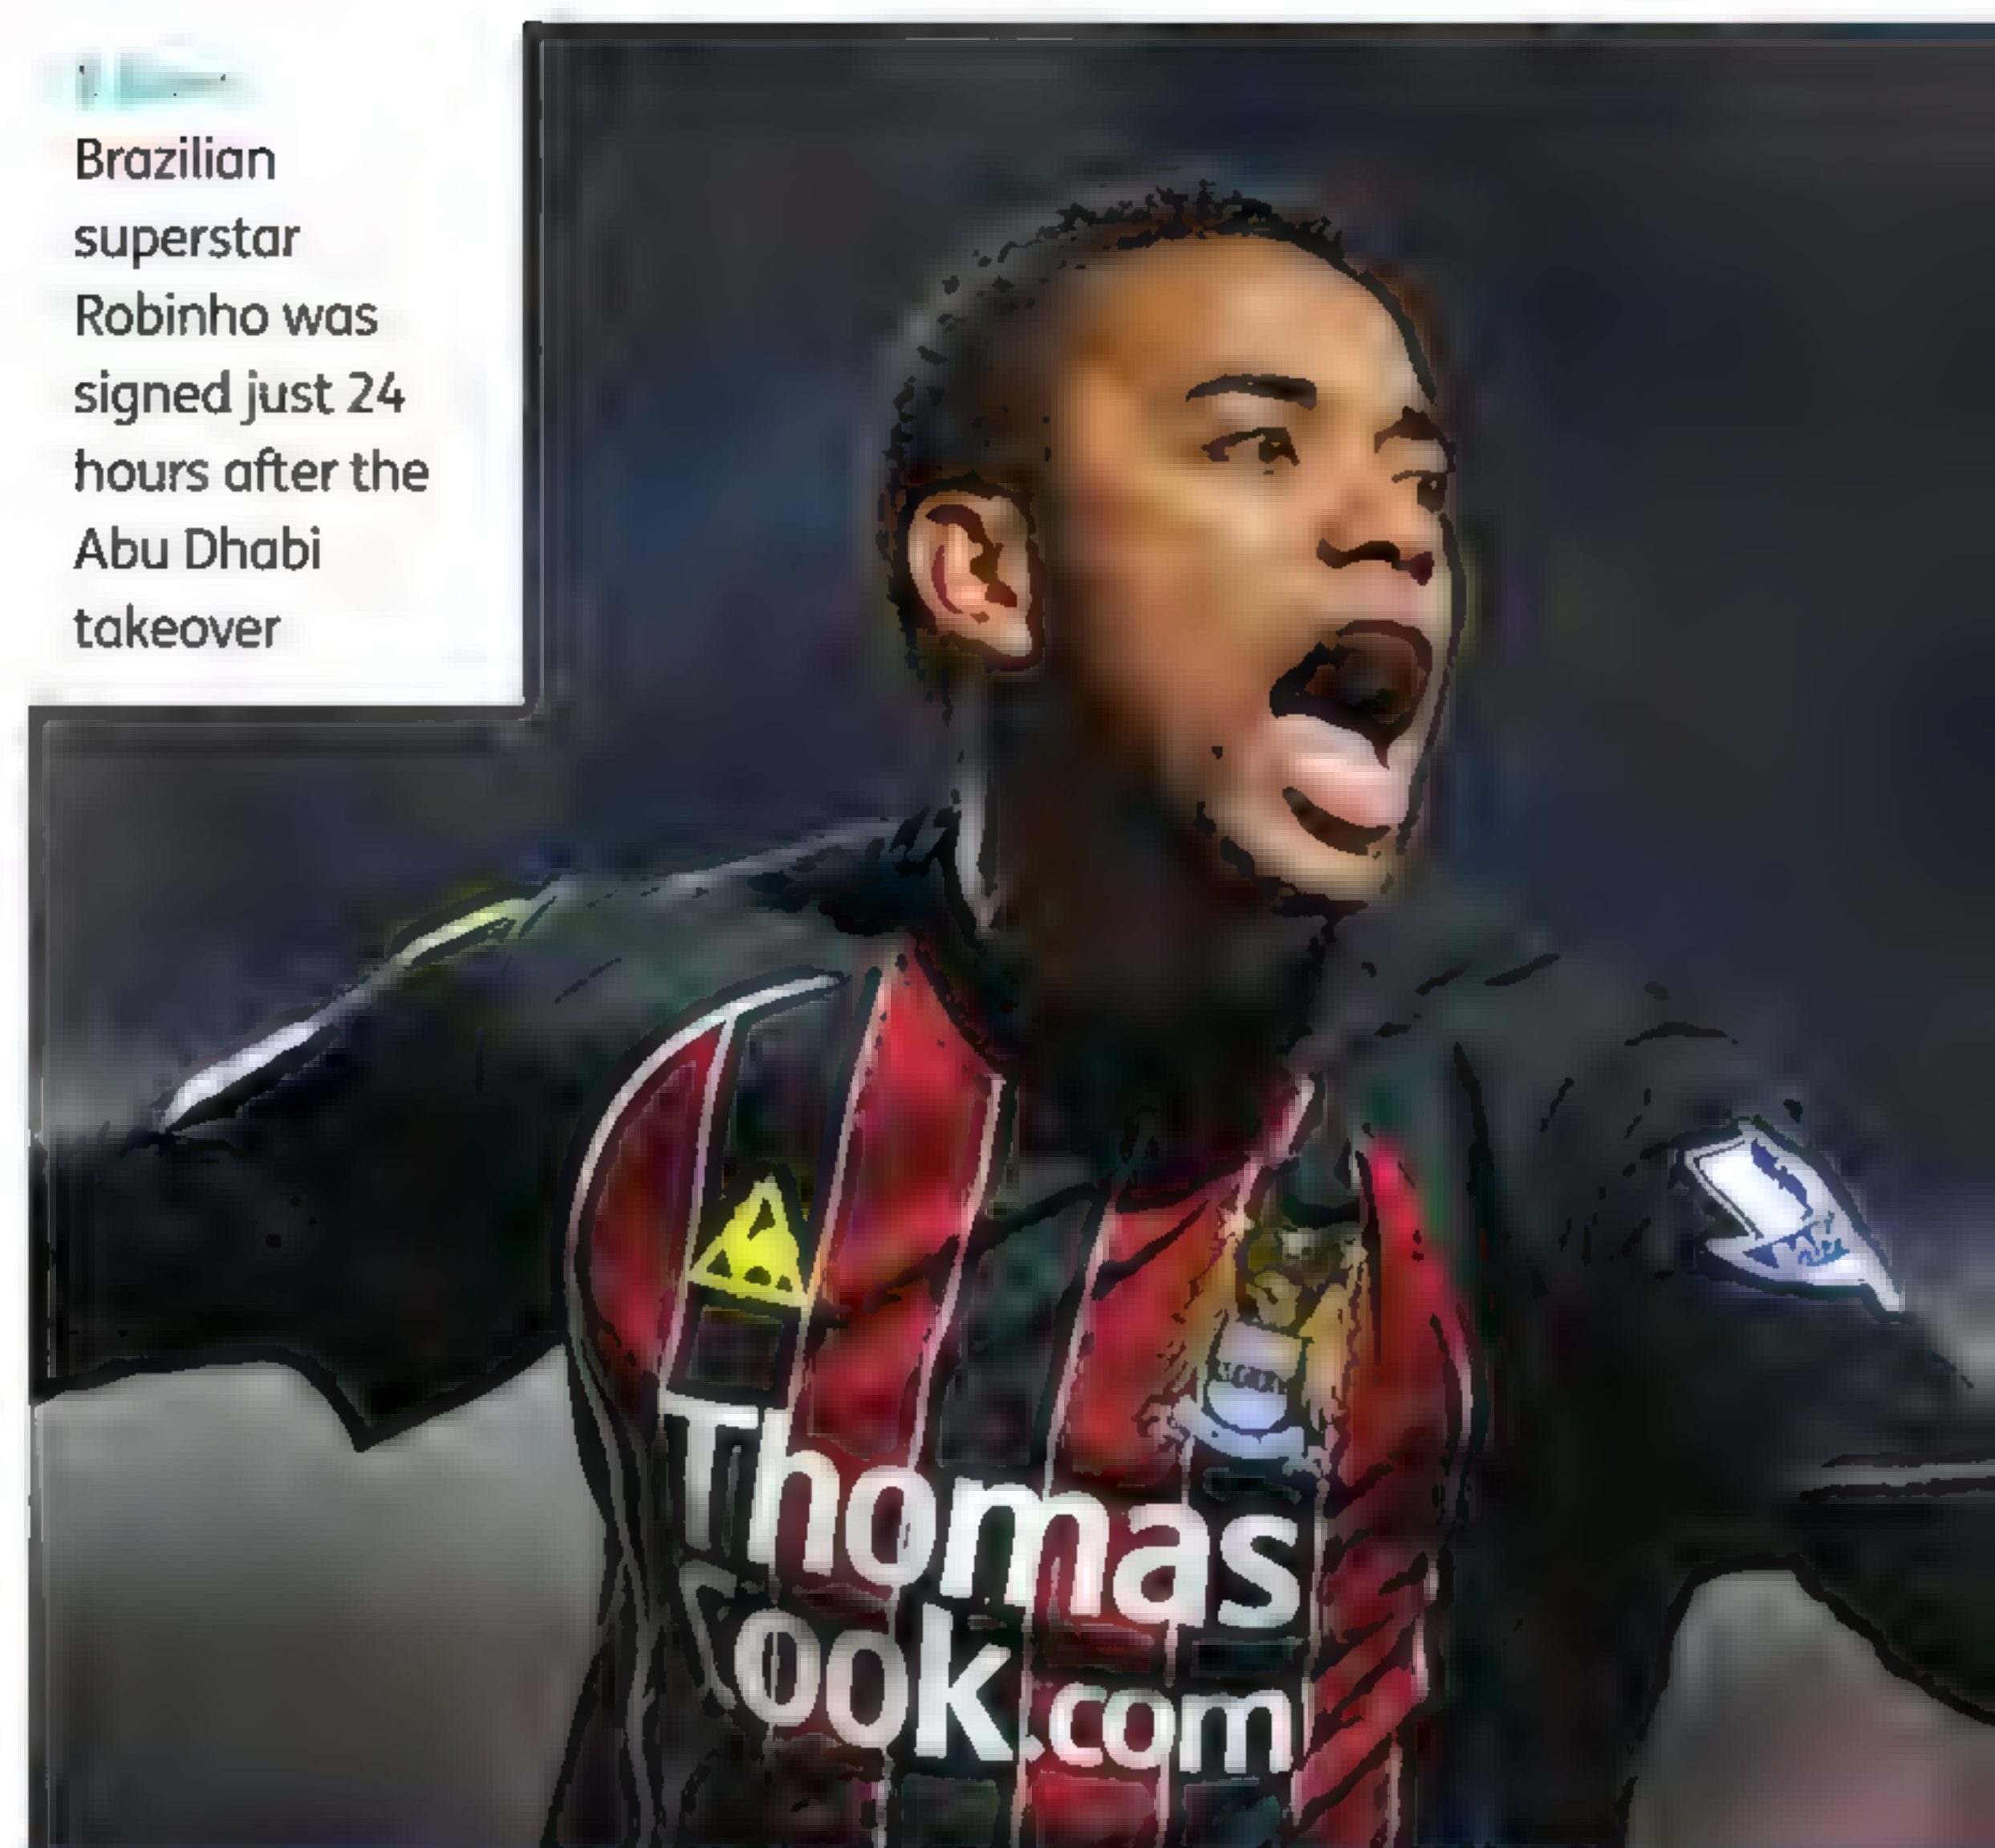 Brazilian
superstar
Robinho was
signed just 24
hours after the
Abu Dhabi
takeover
Thomas
Cook.com